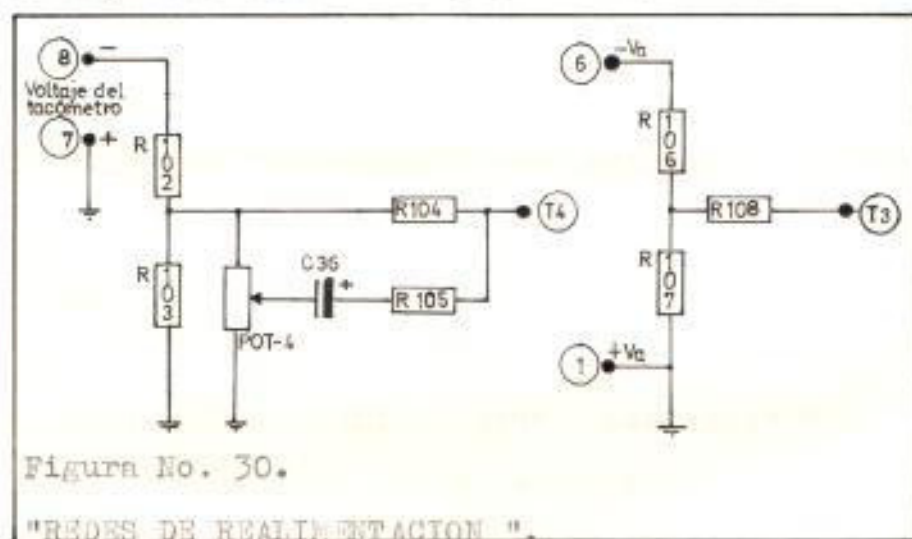 8 -
Voltaje del
tacómetro
7 +
R 102
R 103
POT-4
C36 +
R104
R105
T4
6 -Va
R 106
R108
T3
R 107
1 +Va
Figura No. 30.
"REDES DE REALIMENTACION ".